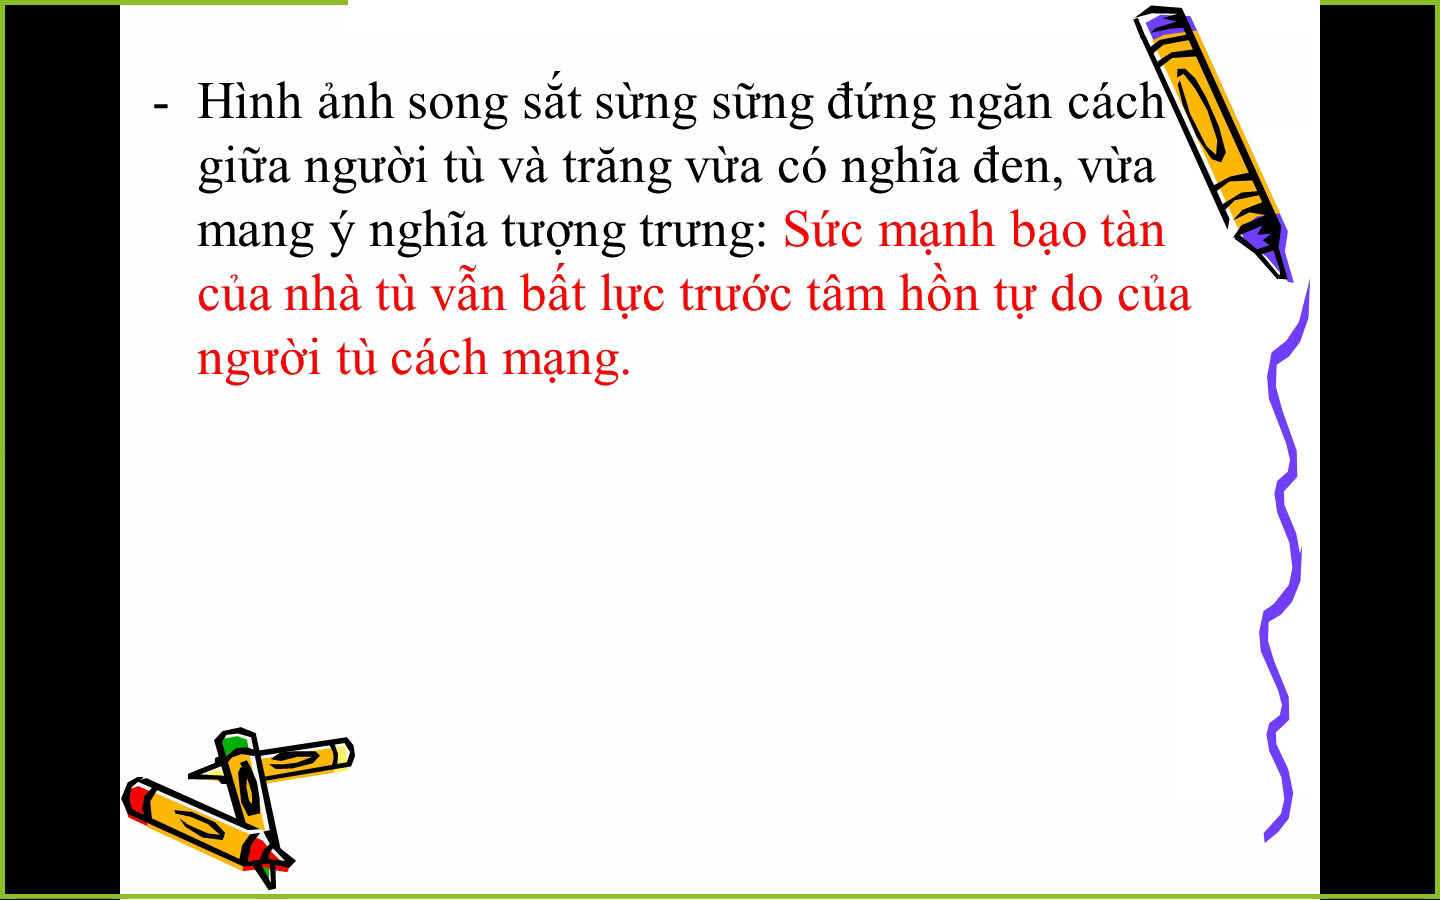 - Hình ảnh song sắt sừng sững đứng ngăn cách
giữa người tù và trăng vừa có nghĩa đen, vừa
mang ý nghĩa tượng trưng: Sức mạnh bạo tàn
của nhà tù vẫn bất lực trước tâm hồn tự do của
người tù cách mạng.